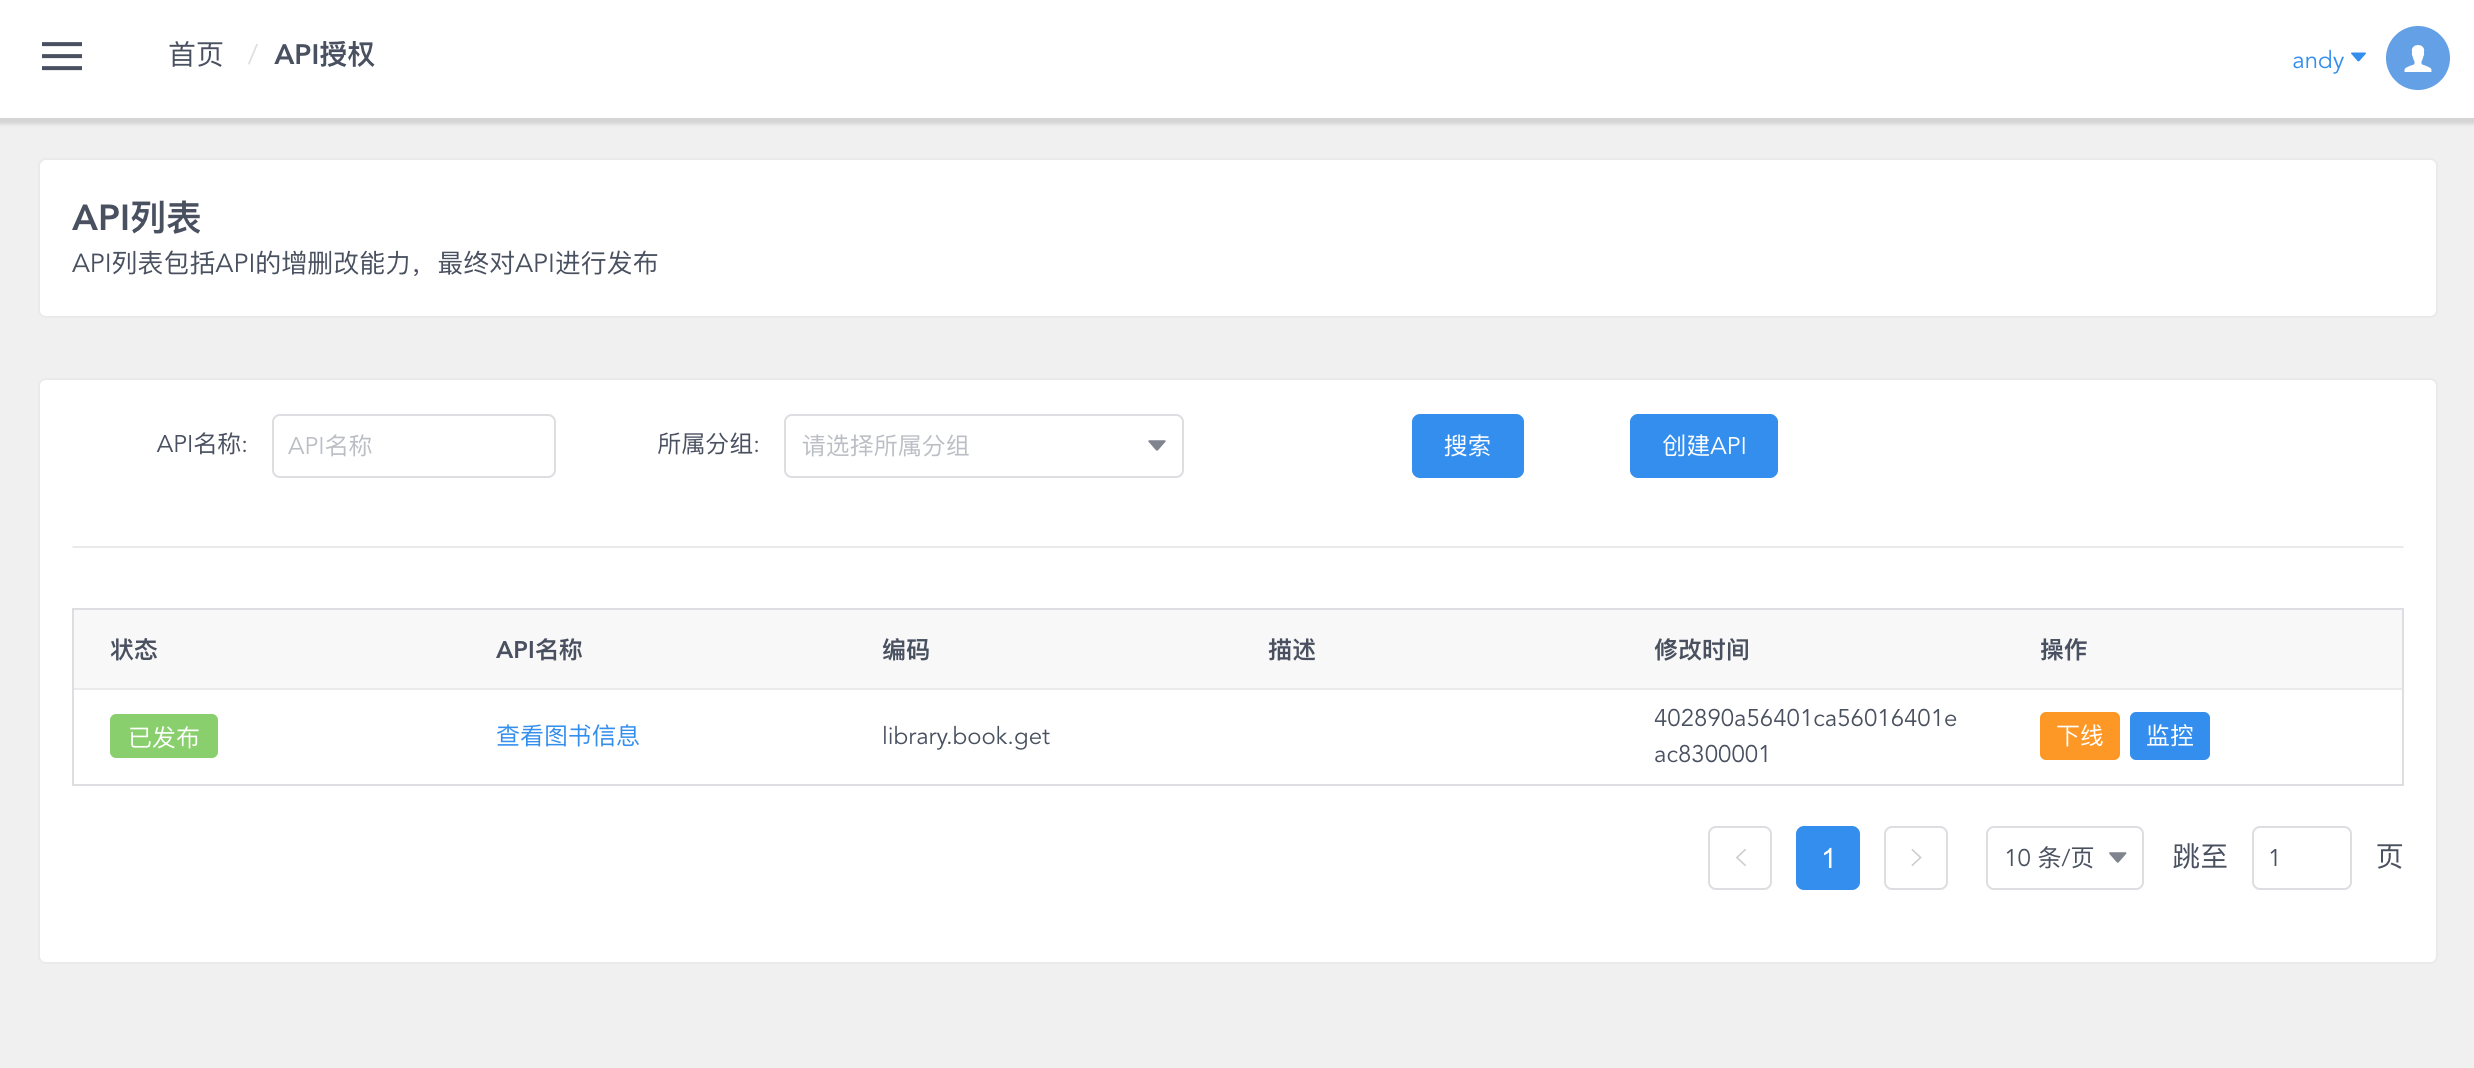 首页 / API授权
andy
API列表
API列表包括API的增删改能力，最终对API进行发布
API名称: API名称 所属分组: 请选择所属分组 搜索 创建API
状态 API名称 编码 描述 修改时间 操作
已发布 查看图书信息 library.book.get 402890a56401ca56016401e
ac8300001 下线 监控
1 10 条/页 跳至 1 页